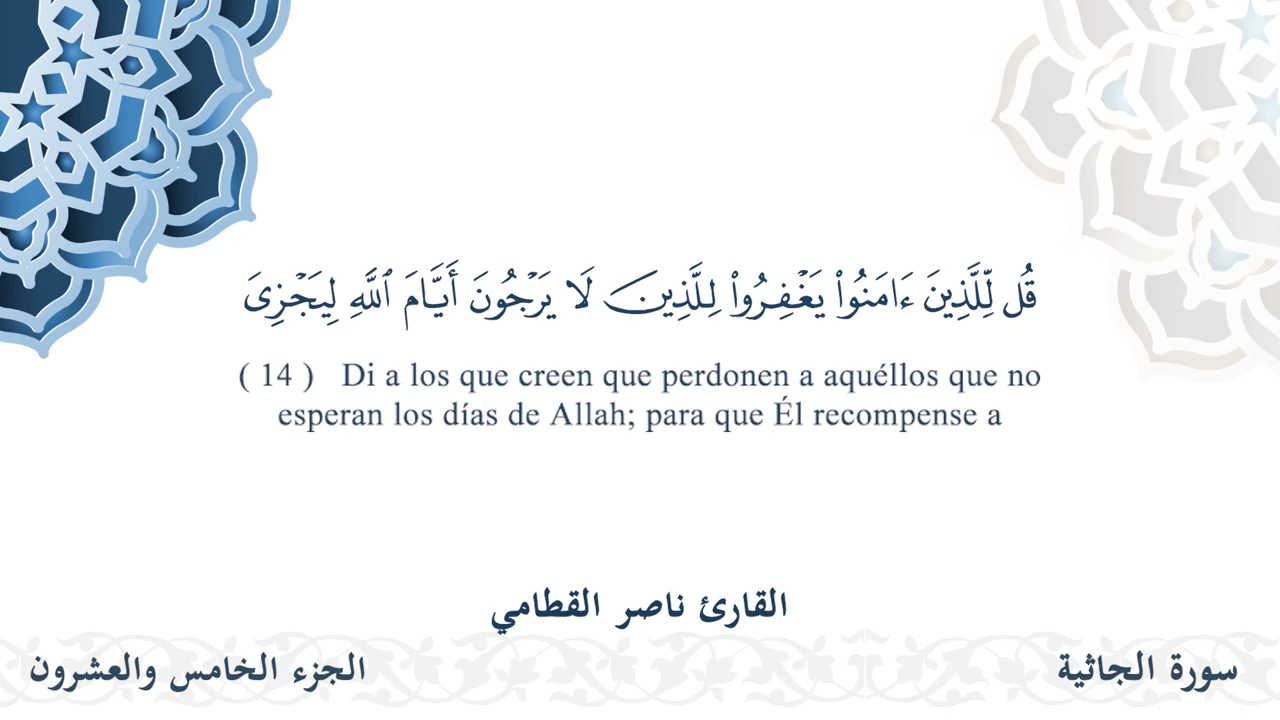 قُل لِّلَّذِينَ ءَامَنُوا۟ يَغْفِرُوا۟ لِلَّذِينَ لَا يَرْجُونَ أَيَّامَ ٱللَّهِ لِيَجْزِىَ
( 14 ) Di a los que creen que perdonen a aquéllos que no
esperan los días de Allah; para que Él recompense a
القارئ ناصر القطامي
سورة الجاثية
الجزء الخامس والعشرون